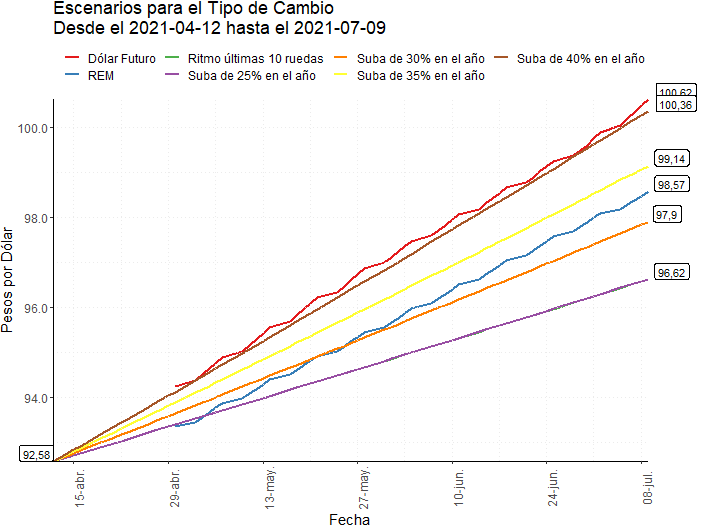 Escenarios para el Tipo de Cambio
Desde el 2021-04-12 hasta el 2021-07-09
Dólar Futuro
Ritmo últimas 10 ruedas
Suba de 30% en el año
Suba de 40% en el año
REM
Suba de 25% en el año
Suba de 35% en el año
100,62
100,36
99,14
98,57
97,9
96,62
92,58
Pesos por Dólar
100.0
98.0
96.0
94.0
15-abr.
29-abr.
13-may.
27-may.
10-jun.
24-jun.
08-jul.
Fecha